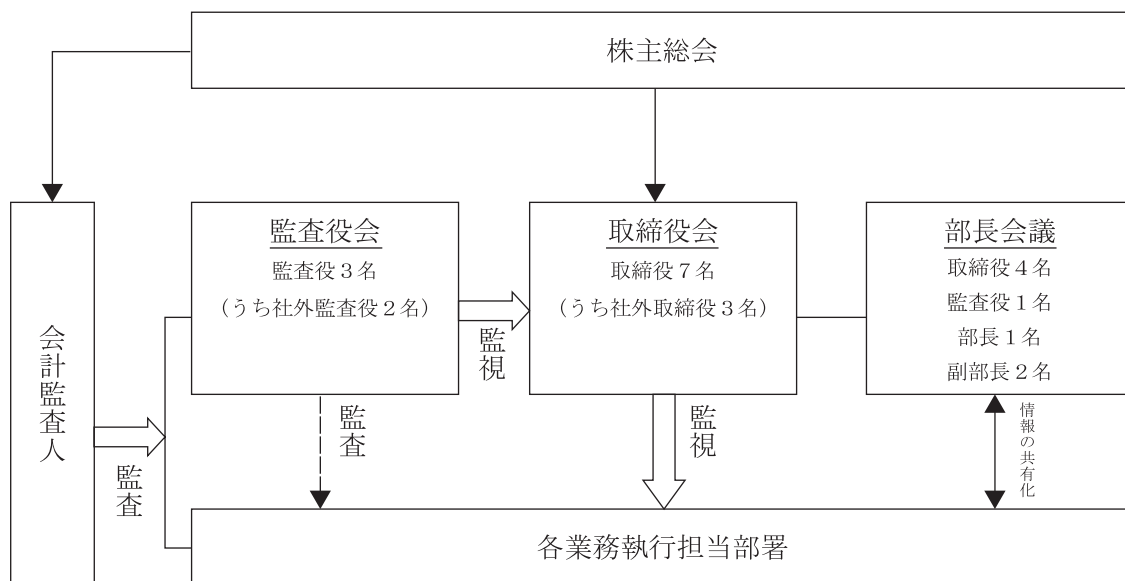 株主総会
監査役会
監査役３名
（うち社外監査役２名）
取締役会
取締役７名
（うち社外取締役３名）
部長会議
取締役４名
監査役１名
部長１名
副部長２名
会計監査人
監視
監査
監査
監視
情報の共有化
各業務執行担当部署